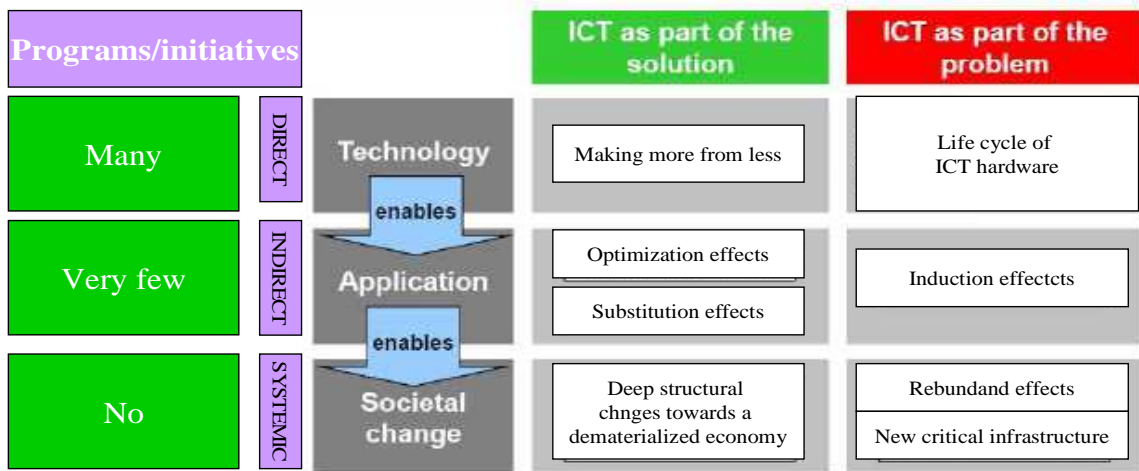 Programs/initiatives
ICT as part of the
solution
ICT as part of the
problem
Many
DIRECT
Technology
Making more from less
Life cycle of
ICT hardware
enables
Very few
INDIRECT
Application
Optimization effects
Substitution effects
Induction effectcts
enables
No
SYSTEMIC
Societal
change
Deep structural
chnges towards a
dematerialized economy
Rebundand effects
New critical infrastructure